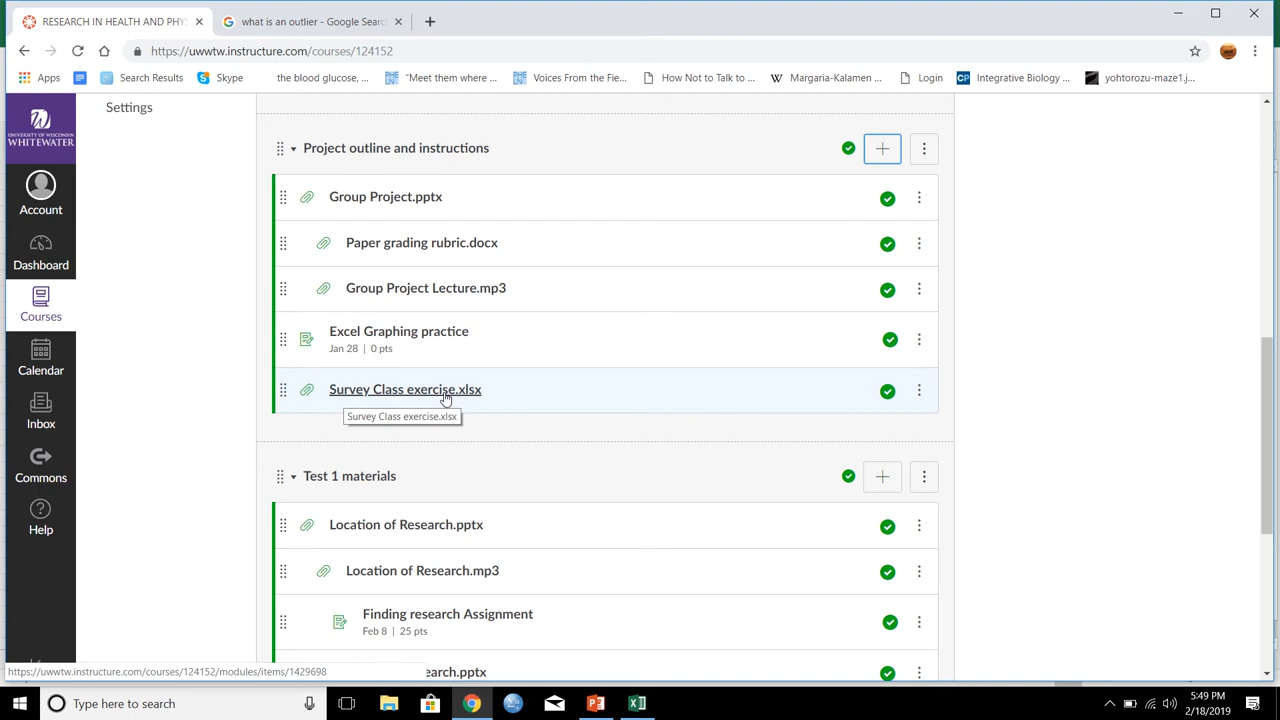 RESEARCH IN HEALTH AND PHY
what is an outlier - Google Searc
https://uwwtw.instructure.com/courses/124152
Apps
Search Results
Skype
the blood glucose, ...
"Meet them where ...
Voices From the Fie...
How Not to Talk to ...
Margaria-Kalamen ...
Login
Integrative Biology ...
yohtorozu-maze1.j...
UNIVERSITY OF WISCONSIN
WHITEWATER
Account
Dashboard
Courses
Calendar
Inbox
Commons
Help
Settings
Project outline and instructions
Group Project.pptx
Paper grading rubric.docx
Group Project Lecture.mp3
Excel Graphing practice
Jan 28 | 0 pts
Survey Class exercise.xlsx
Survey Class exercise.xlsx
Test 1 materials
Location of Research.pptx
Location of Research.mp3
Finding research Assignment
Feb 8 | 25 pts
earch.pptx
https://uwwtw.instructure.com/courses/124152/modules/items/1429698
Type here to search
5:49 PM
2/18/2019